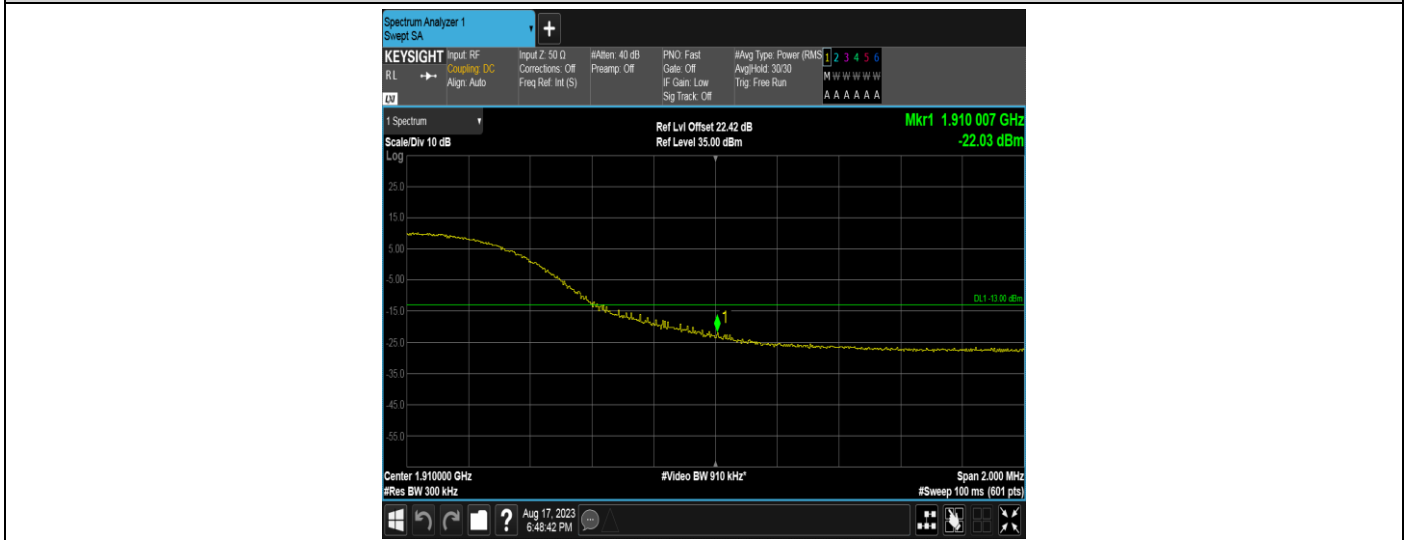 Spectrum Analyzer 1
Swept SA
+
KEYSIGHT
RL
LXI
Input: RF
Coupling: DC
Align: Auto
Input Z: 50 Ω
Corrections: Off
Freq Ref: Int (S)
#Atten: 40 dB
Preamp: Off
PNO: Fast
Gate: Off
IF Gain: Low
Sig Track: Off
#Avg Type: Power (RMS
Avg|Hold: 30/30
Trig: Free Run
1 2 3 4 5 6
M W W W W W
A A A A A A
1 Spectrum
Scale/Div 10 dB
Log
Ref Lvl Offset 22.42 dB
Ref Level 35.00 dBm
Mkr1 1.910 007 GHz
-22.03 dBm
25.0
15.0
5.00
-5.00
DL1 -13.00 dBm
-15.0
1
-25.0
-35.0
-45.0
-55.0
Center 1.910000 GHz
#Video BW 910 kHz*
Span 2.000 MHz
#Res BW 300 kHz
#Sweep 100 ms (601 pts)
?
Aug 17, 2023
6:48:42 PM